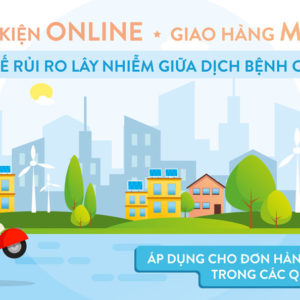 KIỆN ONLINE ★ GIAO HÀNG M
Ế RỦI RO LÂY NHIỄM GIỮA DỊCH BỆNH C
ÁP DỤNG CHO ĐƠN HÀN
TRONG CÁC Q